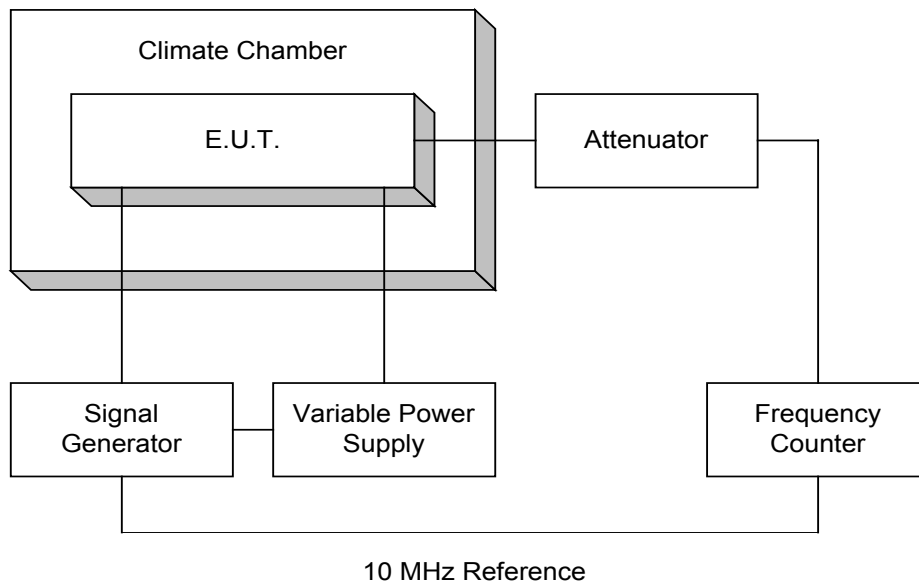 Climate Chamber
E.U.T.
Attenuator
Signal
Generator
Variable Power
Supply
Frequency
Counter
10 MHz Reference